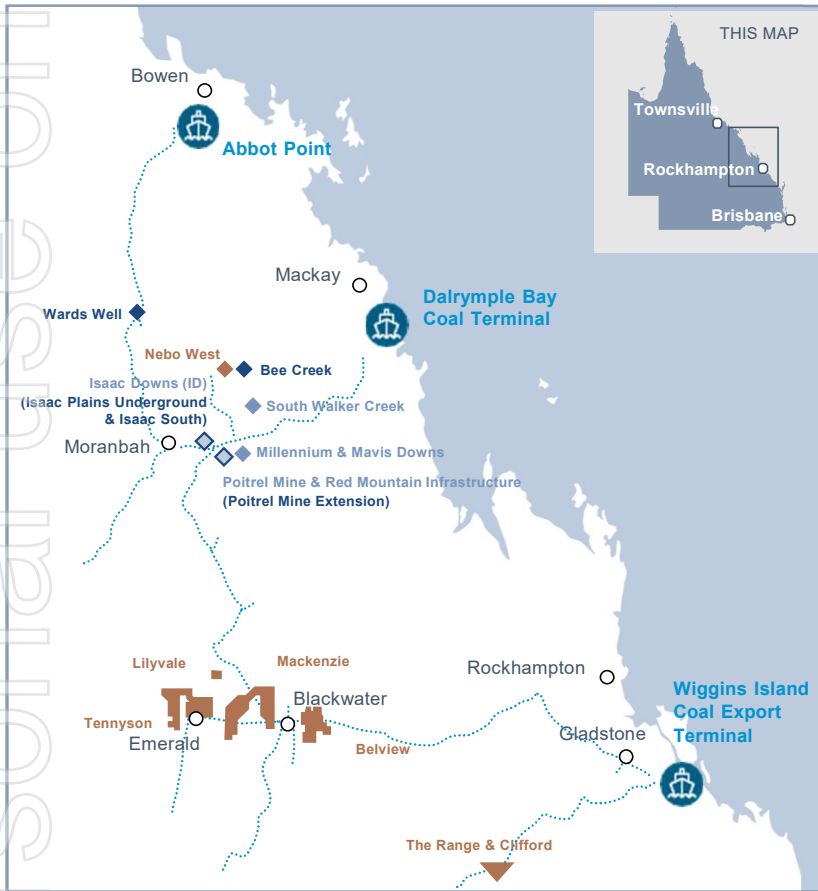 THIS MAP
Townsville
Rockhampton
Brisbane
Bowen
Abbot Point
Mackay
Dalrymple Bay
Coal Terminal
Wards Well
Nebo West
Bee Creek
Isaac Downs (ID)
(Isaac Plains Underground
& Isaac South)
South Walker Creek
Moranbah
Millennium & Mavis Downs
Poitrel Mine & Red Mountain Infrastructure
(Poitrel Mine Extension)
Lilyvale
Mackenzie
Rockhampton
Blackwater
Wiggins Island
Coal Export
Terminal
Tennyson
Emerald
Belview
Gladstone
The Range & Clifford
sonal use on